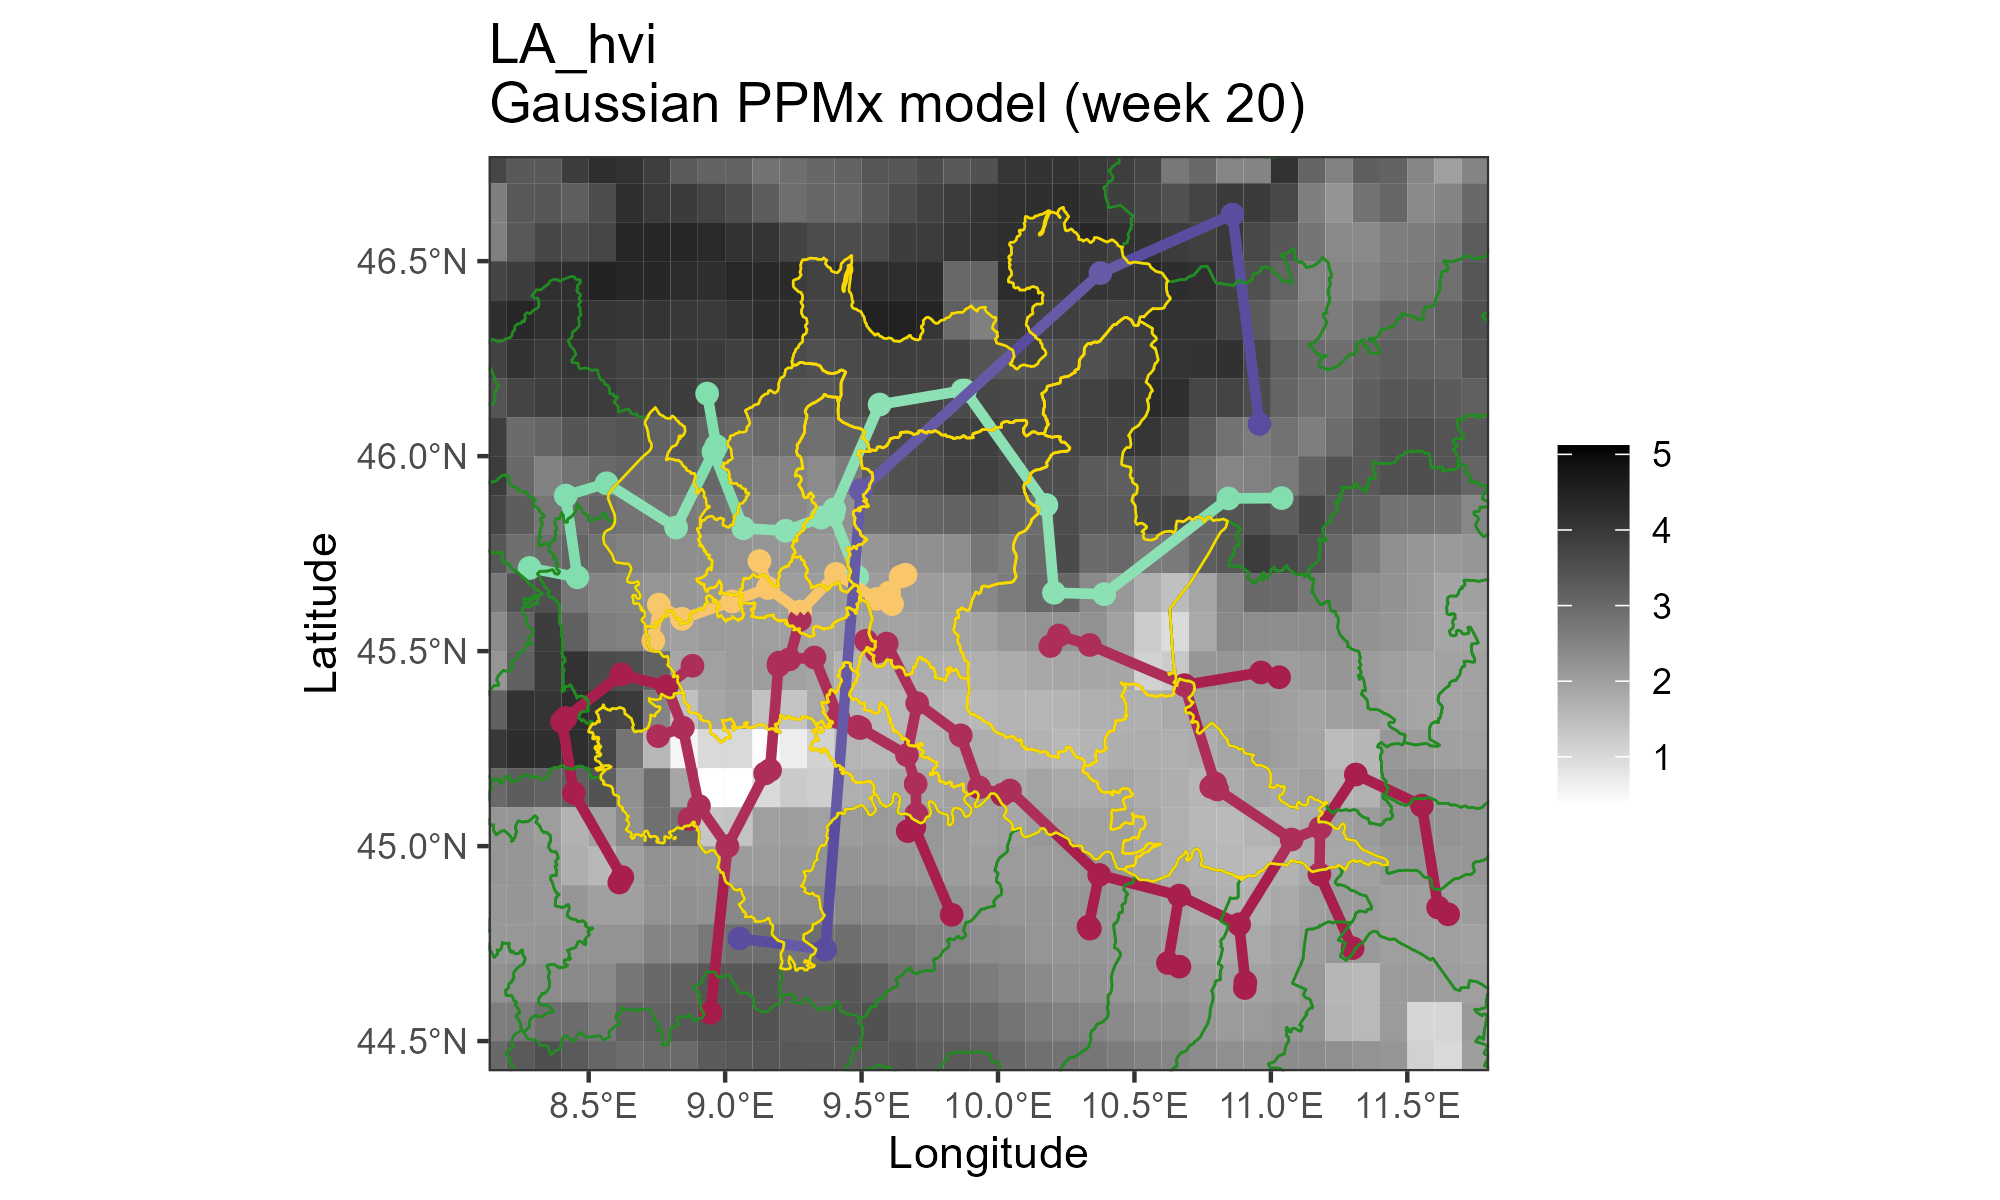 LA_hvi
Gaussian PPMx model (week 20)
Latitude
46.5°N
46.0°N
45.5°N
45.0°N
44.5°N
8.5°E
9.0°E
9.5°E
10.0°E
10.5°E
11.0°E
11.5°E
Longitude
5
4
3
2
1